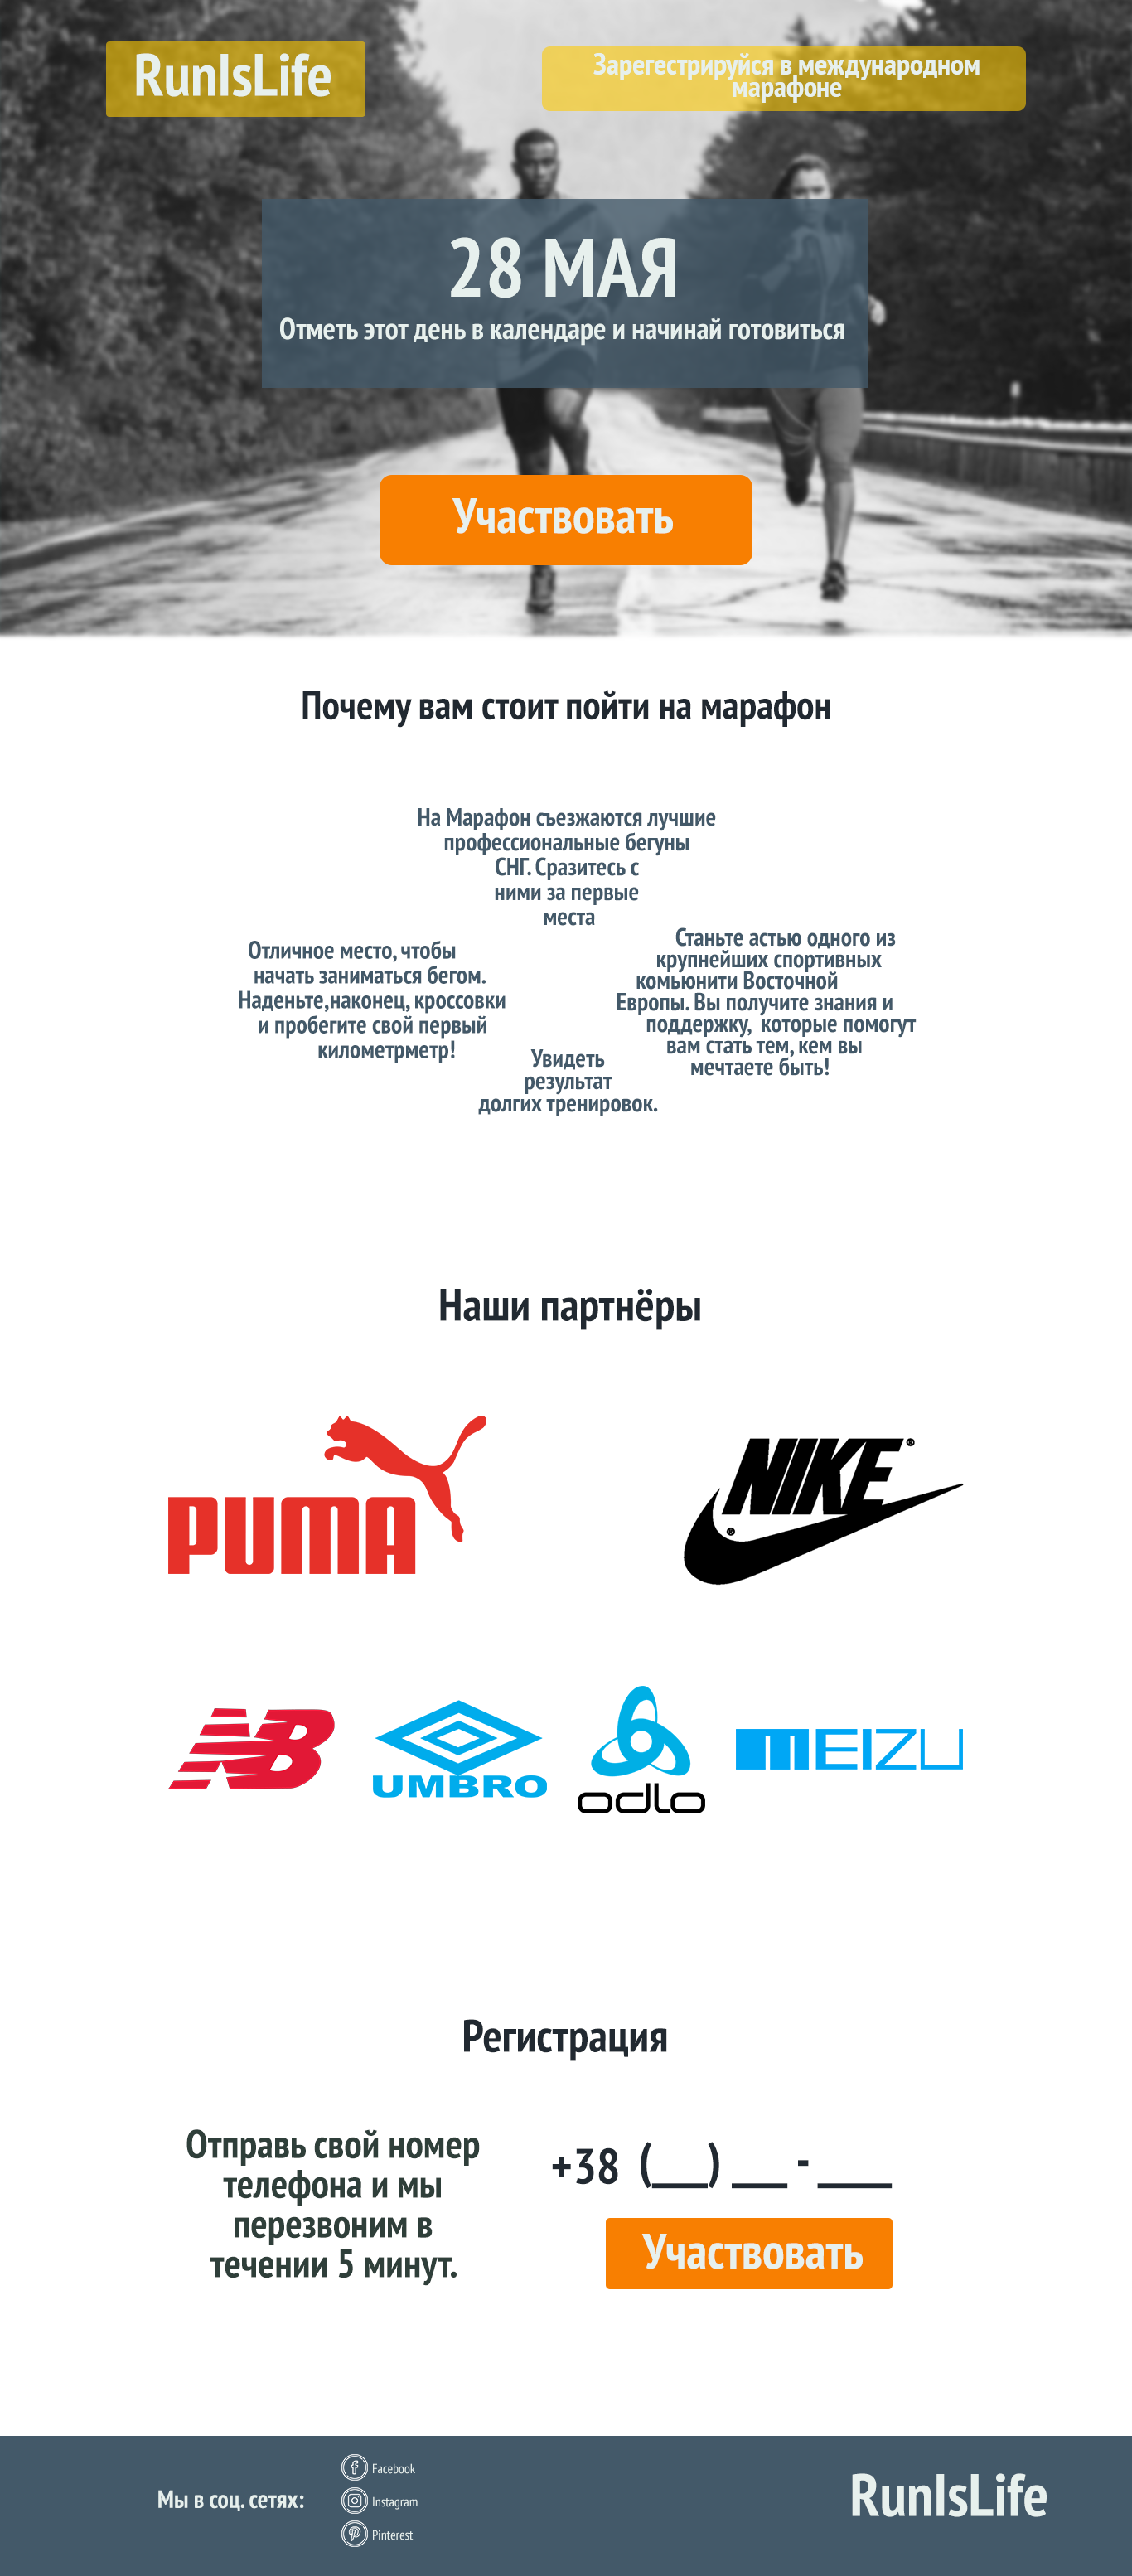 RunIsLife
Зарегестрируйся в международном
марафоне
28 МАЯ
Отметь этот день в календаре и начинай готовиться
Участвовать
Почему вам стоит пойти на марафон
На Марафон съезжаются лучшие
профессиональные бегуны
СНГ. Сразитесь с
ними за первые
места
Отличное место, чтобы
начать заниматься бегом.
Наденьте,наконец, кроссовки
и пробегите свой первый
километрметр!
Станьте астью одного из
крупнейших спортивных
комьюнити Восточной
Европы. Вы получите знания и
поддержку, которые помогут
вам стать тем, кем вы
мечтаете быть!
Увидеть
результат
долгих тренировок.
Наши партнёры
PUMA
NIKE
NB
UMBRO
odlo
MEIZU
Регистрация
Отправь свой номер
телефона и мы
перезвоним в
течении 5 минут.
+38 (___) ___ - ____
Участвовать
Мы в соц. сетях:
Facebook
Instagram
Pinterest
RunIsLife